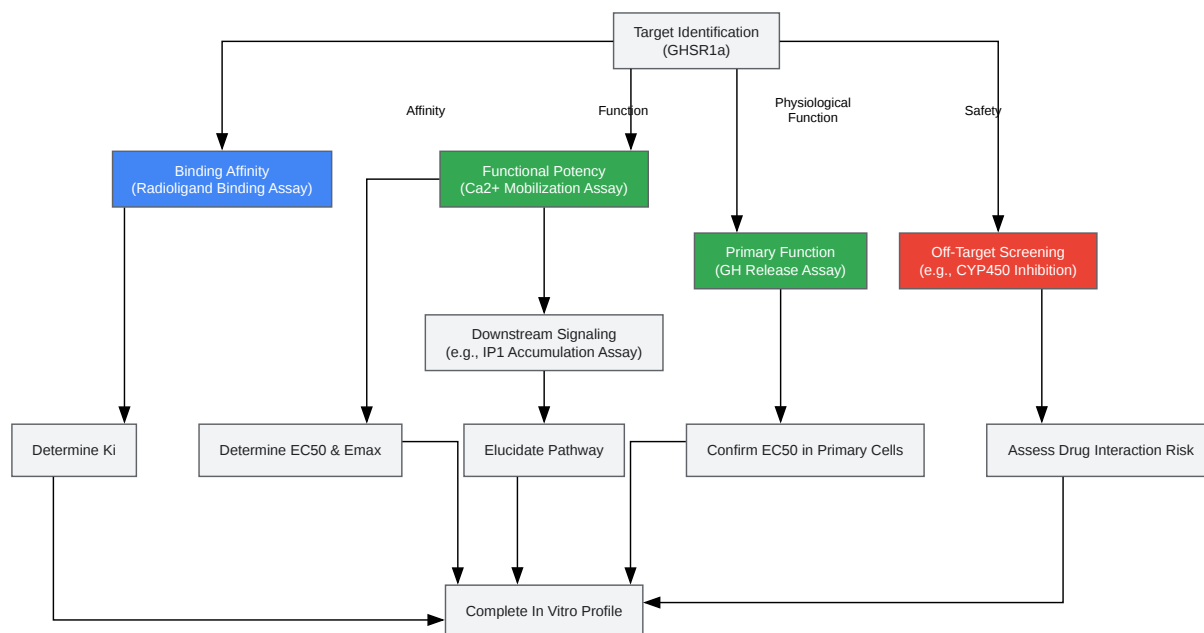 Target Identification
(GHSR1a)
Affinity
Function
Physiological
Function
Safety
Binding Affinity
(Radioligand Binding Assay)
Functional Potency
(Ca2+ Mobilization Assay)
Primary Function
(GH Release Assay)
Off-Target Screening
(e.g., CYP450 Inhibition)
Downstream Signaling
(e.g., IP1 Accumulation Assay)
Determine Ki
Determine EC50 & Emax
Elucidate Pathway
Confirm EC50 in Primary Cells
Assess Drug Interaction Risk
Complete In Vitro Profile